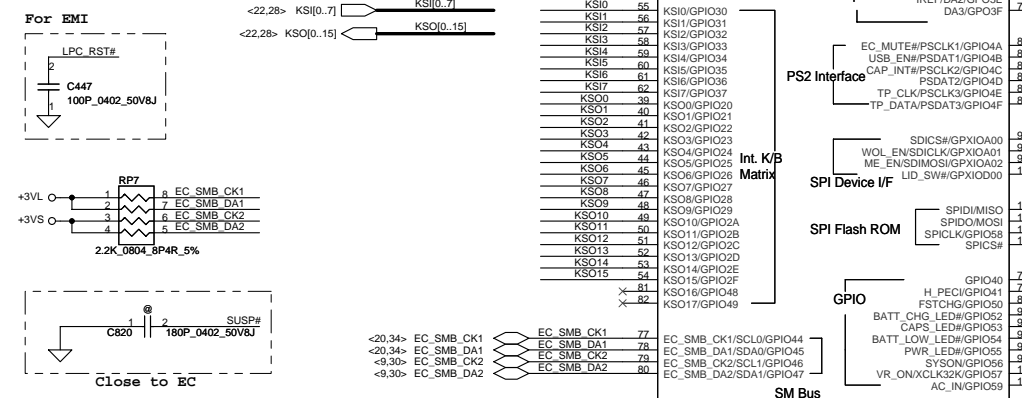 For EMI
LPC_RST#
2
C447
100P_0402_50V8J
1
<22,28> KSI[0..7]
KSI[0..7]
<22,28> KSO[0..15]
KSO[0..15]
RP7
+3VL
+3VS
1 8 EC_SMB_CK1
2 7 EC_SMB_DA1
3 6 EC_SMB_CK2
4 5 EC_SMB_DA2
2.2K_0804_8P4R_5%
@
1 2 SUSP#
C820 180P_0402_50V8J
Close to EC
KSI0 55 KSI0/GPIO30
KSI1 56 KSI1/GPIO31
KSI2 57 KSI2/GPIO32
KSI3 58 KSI3/GPIO33
KSI4 59 KSI4/GPIO34
KSI5 60 KSI5/GPIO35
KSI6 61 KSI6/GPIO36
KSI7 62 KSI7/GPIO37
KSO0 39 KSO0/GPIO20
KSO1 40 KSO1/GPIO21
KSO2 41 KSO2/GPIO22
KSO3 42 KSO3/GPIO23
KSO4 43 KSO4/GPIO24
KSO5 44 KSO5/GPIO25
KSO6 45 KSO6/GPIO26
KSO7 46 KSO7/GPIO27
KSO8 47 KSO8/GPIO28
KSO9 48 KSO9/GPIO29
KSO10 49 KSO10/GPIO2A
KSO11 50 KSO11/GPIO2B
KSO12 51 KSO12/GPIO2C
KSO13 52 KSO13/GPIO2D
KSO14 53 KSO14/GPIO2E
KSO15 54 KSO15/GPIO2F
81 KSO16/GPIO48
82 KSO17/GPIO49
Int. K/B
Matrix
<20,34> EC_SMB_CK1 EC_SMB_CK1 77 EC_SMB_CK1/SCL0/GPIO44
<20,34> EC_SMB_DA1 EC_SMB_DA1 78 EC_SMB_DA1/SDA0/GPIO45
<9,30> EC_SMB_CK2 EC_SMB_CK2 79 EC_SMB_CK2/SCL1/GPIO46
<9,30> EC_SMB_DA2 EC_SMB_DA2 80 EC_SMB_DA2/SDA1/GPIO47
SM Bus
DA3/GPO3F
PS2 Interface
EC_MUTE#/PSCLK1/GPIO4A
USB_EN#/PSDAT1/GPIO4B
CAP_INT#/PSCLK2/GPIO4C
PSDAT2/GPIO4D
TP_CLK/PSCLK3/GPIO4E
TP_DATA/PSDAT3/GPIO4F
SPI Device I/F
SDICS#/GPXIOA00
WOL_EN/SDICLK/GPXIOA01
ME_EN/SDIMOSI/GPXIOA02
LID_SW#/GPXIOD00
SPI Flash ROM
SPIDI/MISO
SPIDO/MOSI
SPICLK/GPIO58
SPICS#
GPIO
GPIO40
H_PECI/GPIO41
FSTCHG/GPIO50
BATT_CHG_LED#/GPIO52
CAPS_LED#/GPIO53
BATT_LOW_LED#/GPIO54
PWR_LED#/GPIO55
SYSON/GPIO56
VR_ON/XCLK32K/GPIO57
AC_IN/GPIO59